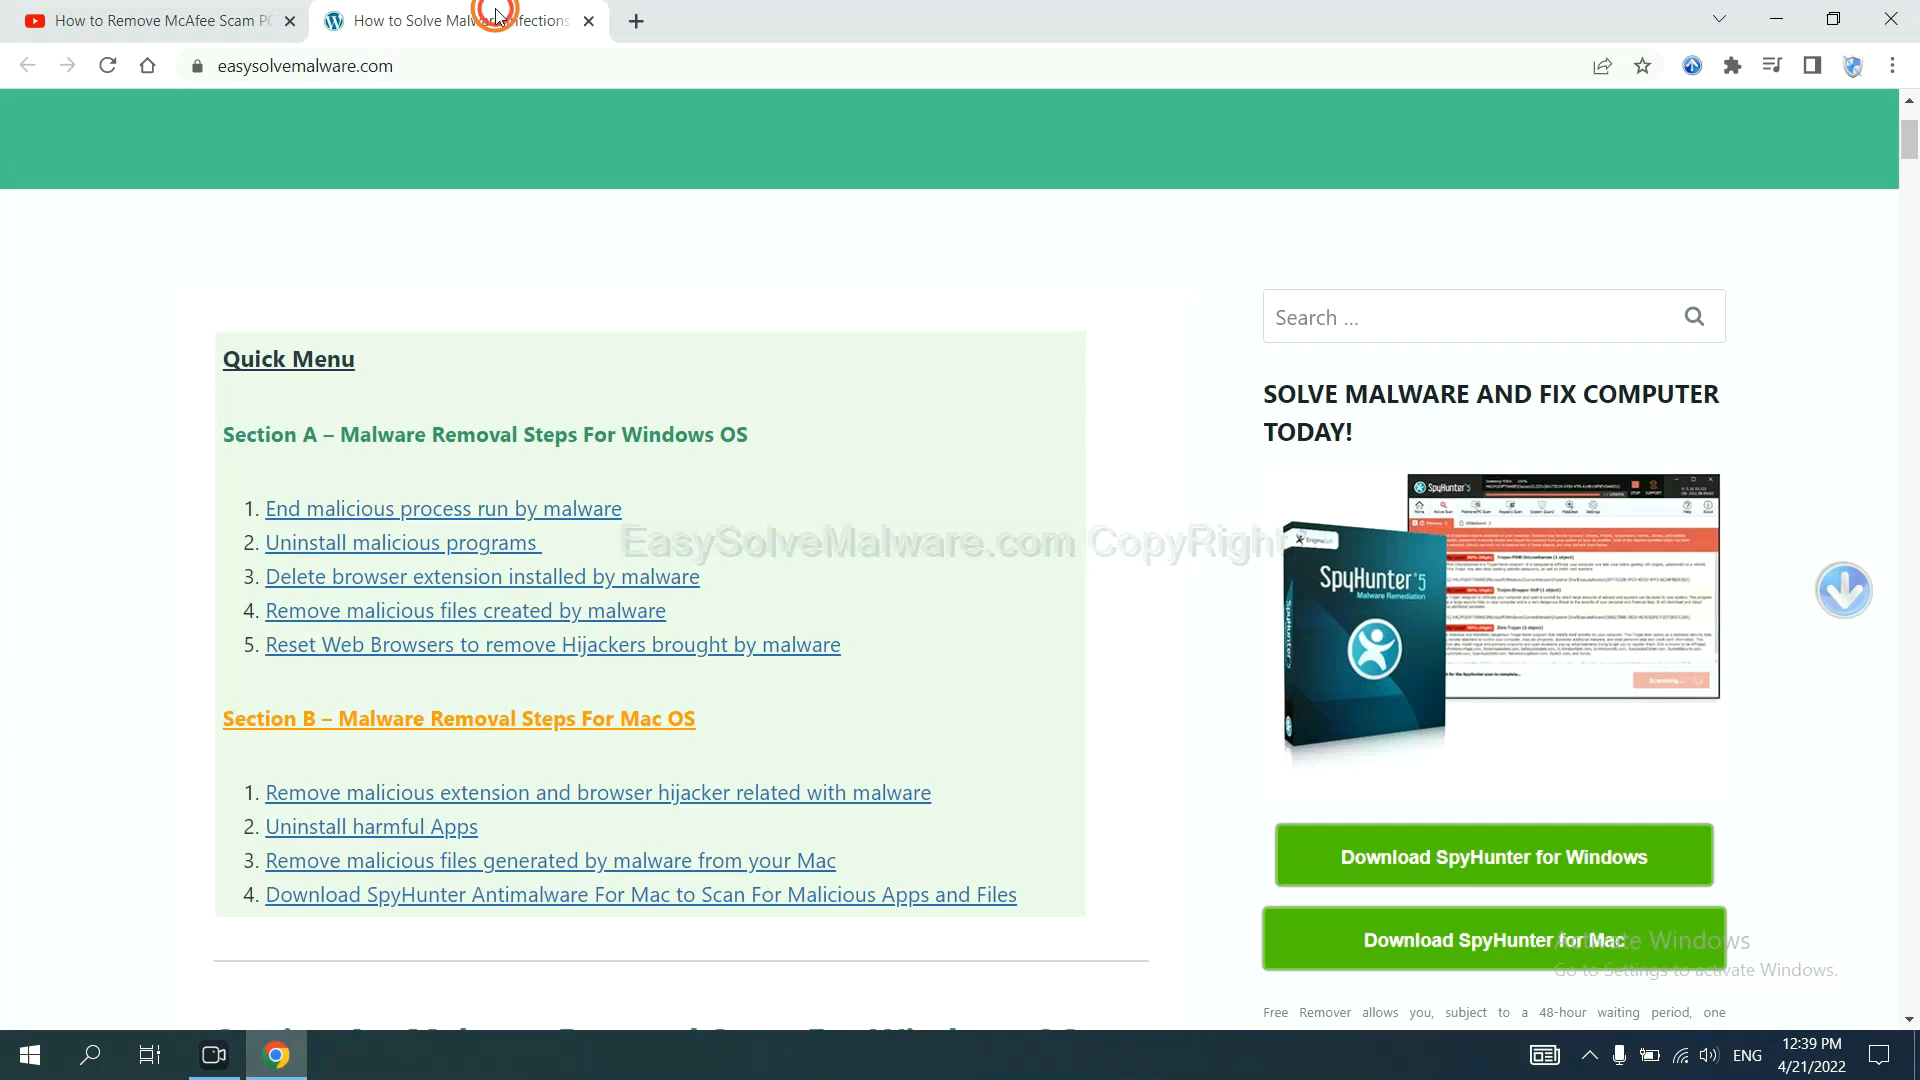 How to Remove McAfee Scam P
How to Solve Malware Infections
easysolvemalware.com
Search ...
Quick Menu
SOLVE MALWARE AND FIX COMPUTER
TODAY!
Section A – Malware Removal Steps For Windows OS
1. End malicious process run by malware
2. Uninstall malicious programs
3. Delete browser extension installed by malware
4. Remove malicious files created by malware
5. Reset Web Browsers to remove Hijackers brought by malware
EasySolveMalware.com CopyRight
SpyHunter 5
EnigmaSoft
SpyHunter 5
Malware Remediation
Scanning...
Section B – Malware Removal Steps For Mac OS
1. Remove malicious extension and browser hijacker related with malware
2. Uninstall harmful Apps
3. Remove malicious files generated by malware from your Mac
4. Download SpyHunter Antimalware For Mac to Scan For Malicious Apps and Files
Download SpyHunter for Windows
Download SpyHunter for Mac
Activate Windows
Go to Settings to activate Windows.
Free Remover allows you, subject to a 48-hour waiting period, one
ENG
12:39 PM
4/21/2022